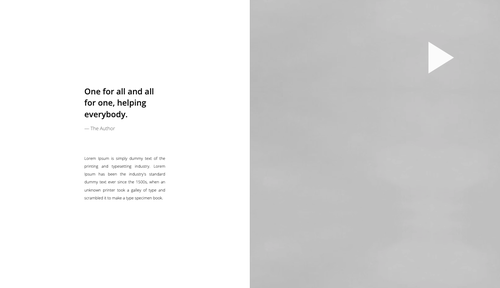 One for all and all
for one, helping
everybody.
— The Author
Lorem Ipsum is simply dummy text of the
printing and typesetting industry. Lorem
Ipsum has been the industry's standard
dummy text ever since the 1500s, when an
unknown printer took a galley of type and
scrambled it to make a type specimen book.